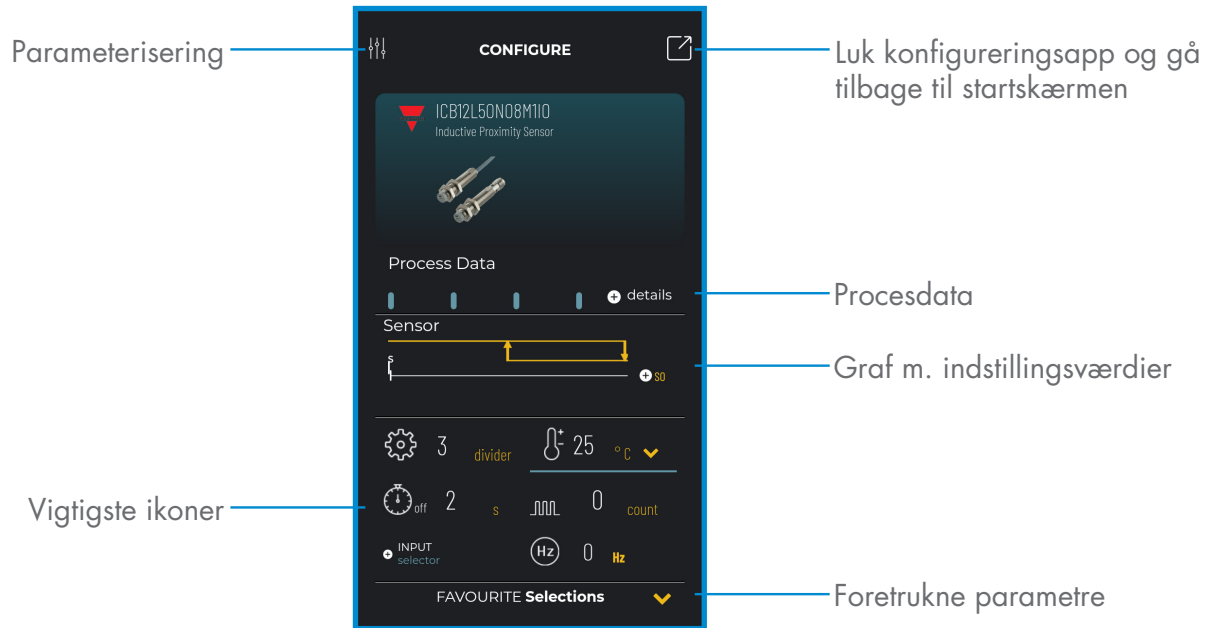 Parameterisering
CONFIGURE
Luk konfigureringsapp og gå
tilbage til startskærmen
ICB12L50N08M1IO
Inductive Proximity Sensor
Process Data
details
Procesdata
Sensor
s
so
Graf m. indstillingsværdier
3 divider
25 °C
Vigtigste ikoner
off 2 s
0 count
INPUT
selector
Hz 0 Hz
FAVOURITE Selections
Foretrukne parametre